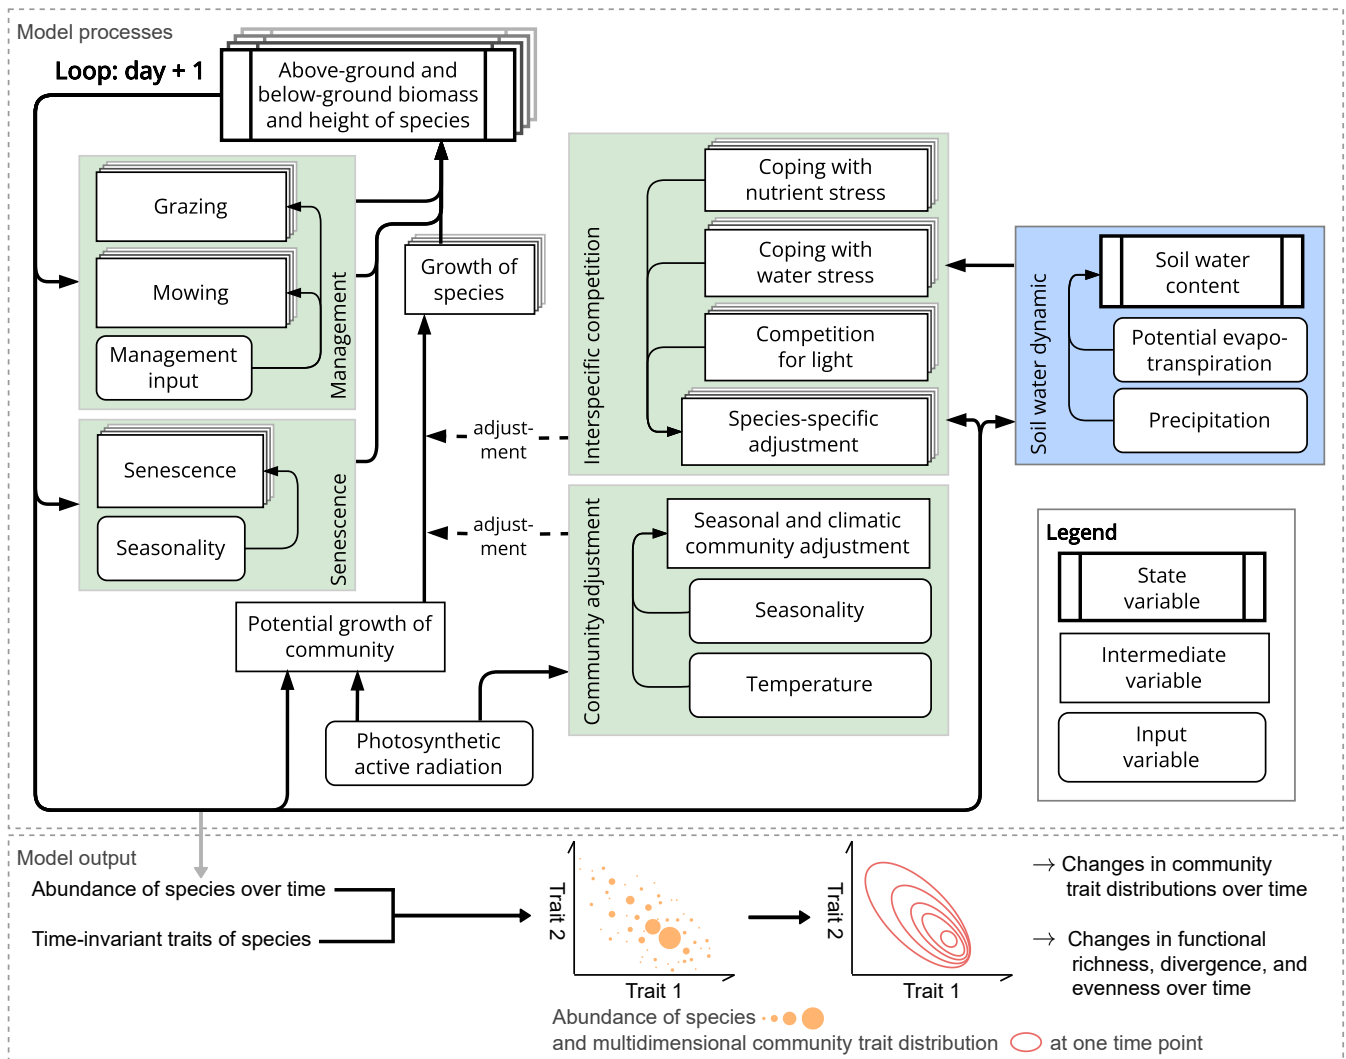 Model processes
Loop: day + 1
Above-ground and
below-ground biomass
and height of species
Grazing
Mowing
Management
input
Management
Senescence
Seasonality
Senescence
Growth of
species
adjust-
ment
adjust-
ment
Potential growth of
community
Photosynthetic
active radiation
Interspecific competition
Coping with
nutrient stress
Coping with
water stress
Competition
for light
Species-specific
adjustment
Community adjustment
Seasonal and climatic
community adjustment
Seasonality
Temperature
Soil water dynamic
Soil water
content
Potential evapo-
transpiration
Precipitation
Legend
State
variable
Intermediate
variable
Input
variable
Model output
Abundance of species over time
Time-invariant traits of species
Trait 2
Trait 1
Trait 2
Trait 1
→ Changes in community
trait distributions over time
→ Changes in functional
richness, divergence, and
evenness over time
Abundance of species
and multidimensional community trait distribution at one time point